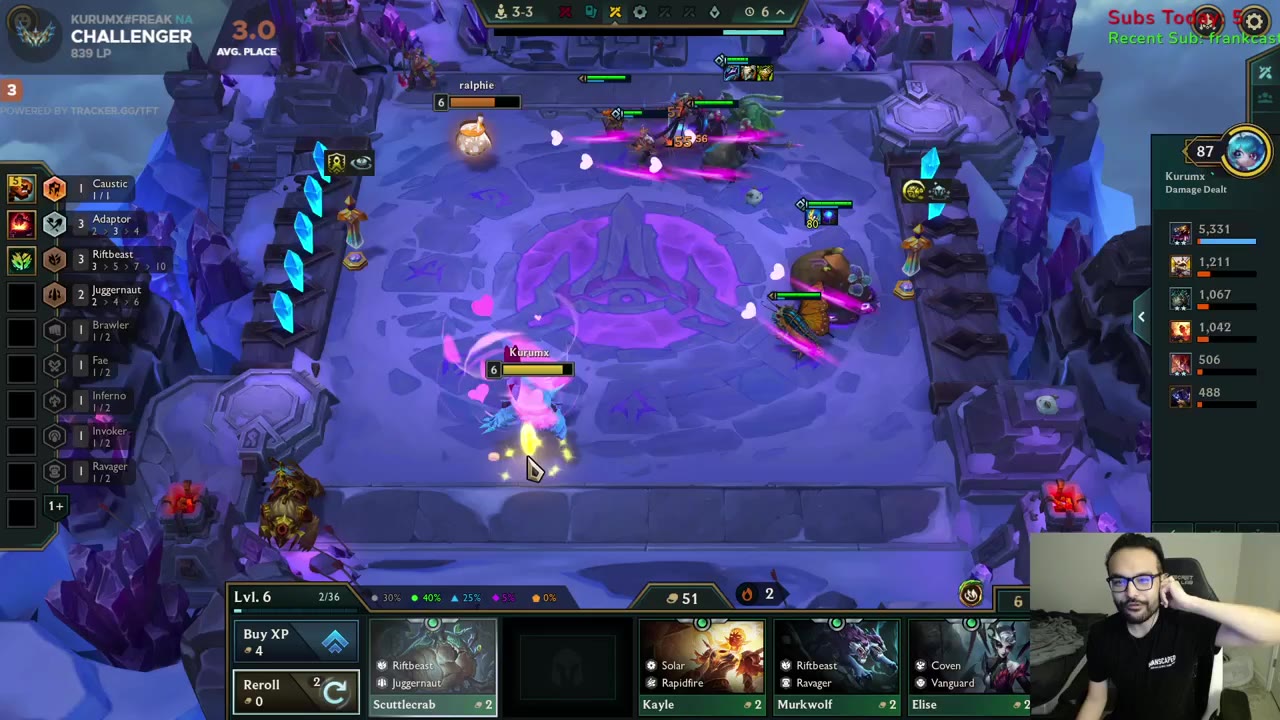 KURUMX#FREAK NA
CHALLENGER
839 LP
3.0
AVG. PLACE
3
POWERED BY TRACKER.GG/TFT
3-3
6
Subs Today: 5
Recent Sub: frankcast
ralphie
6
56
80
Kurumx
6
5
1 Caustic
1 / 1
3 Adaptor
2 > 3 > 4
3 Riftbeast
3 > 5 > 7 > 10
2 Juggernaut
2 > 4 > 6
1 Brawler
1 / 2
1 Fae
1 / 2
1 Inferno
1 / 2
1 Invoker
1 / 2
1 Ravager
1 / 2
1+
87
Kurumx
Damage Dealt
5,331
1,211
1,067
1,042
506
488
Lvl. 6
2/36
30%
40%
25%
5%
0%
51
2
6
Buy XP
4
Reroll
2
0
Riftbeast
Juggernaut
Scuttlecrab 2
Solar
Rapidfire
Kayle 2
Riftbeast
Ravager
Murkwolf 2
Coven
Vanguard
Elise 2
MANSCAPED